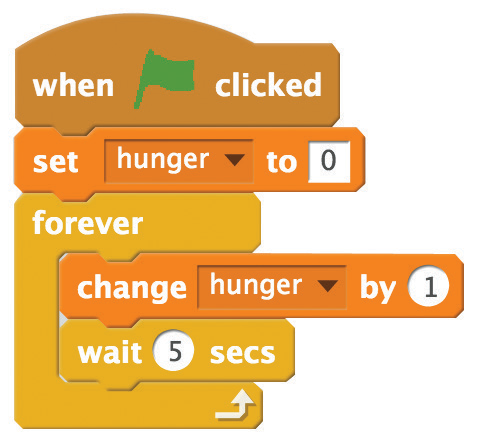 when clicked
set hunger to 0
forever
change hunger by 1
wait 5 secs